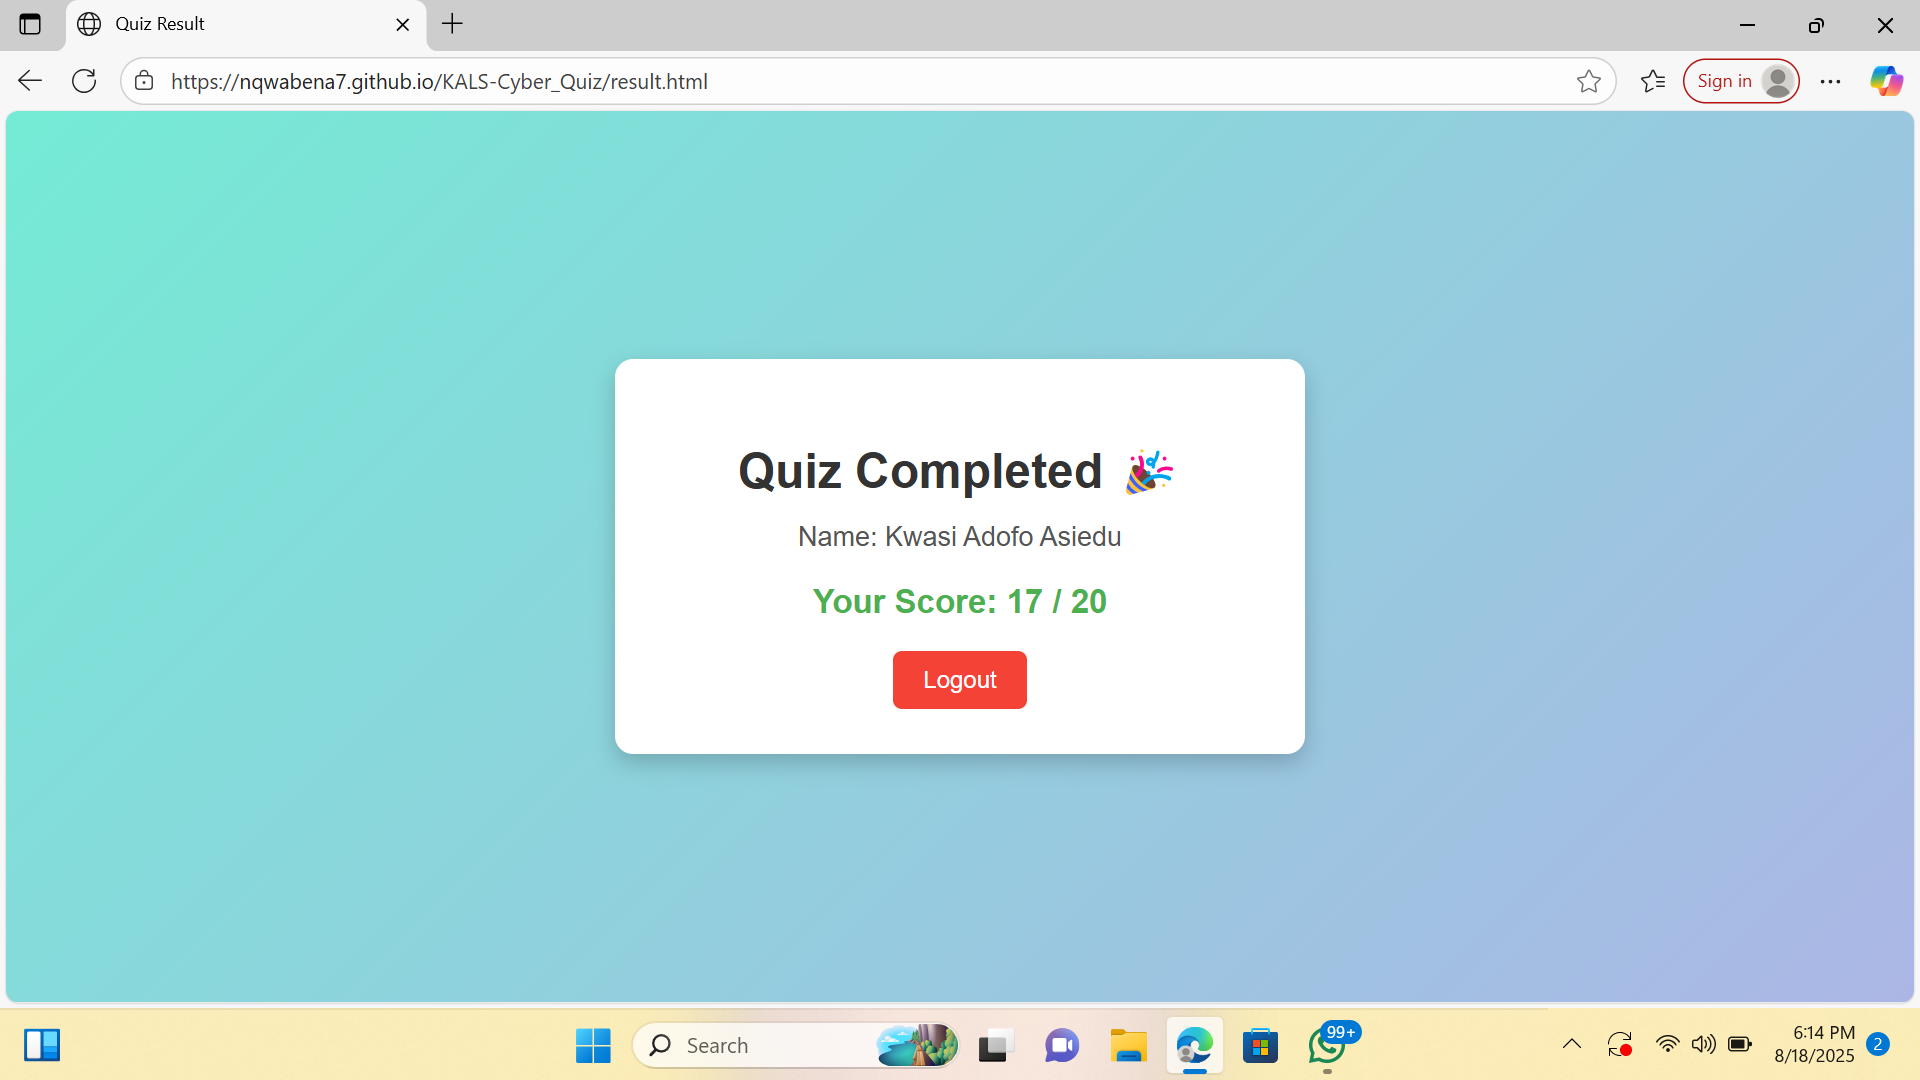 Quiz Result
https://nqwabena7.github.io/KALS-Cyber_Quiz/result.html
Sign in
Quiz Completed 🎉
Name: Kwasi Adofo Asiedu
Your Score: 17 / 20
Logout
Search
99+
6:14 PM
8/18/2025
2